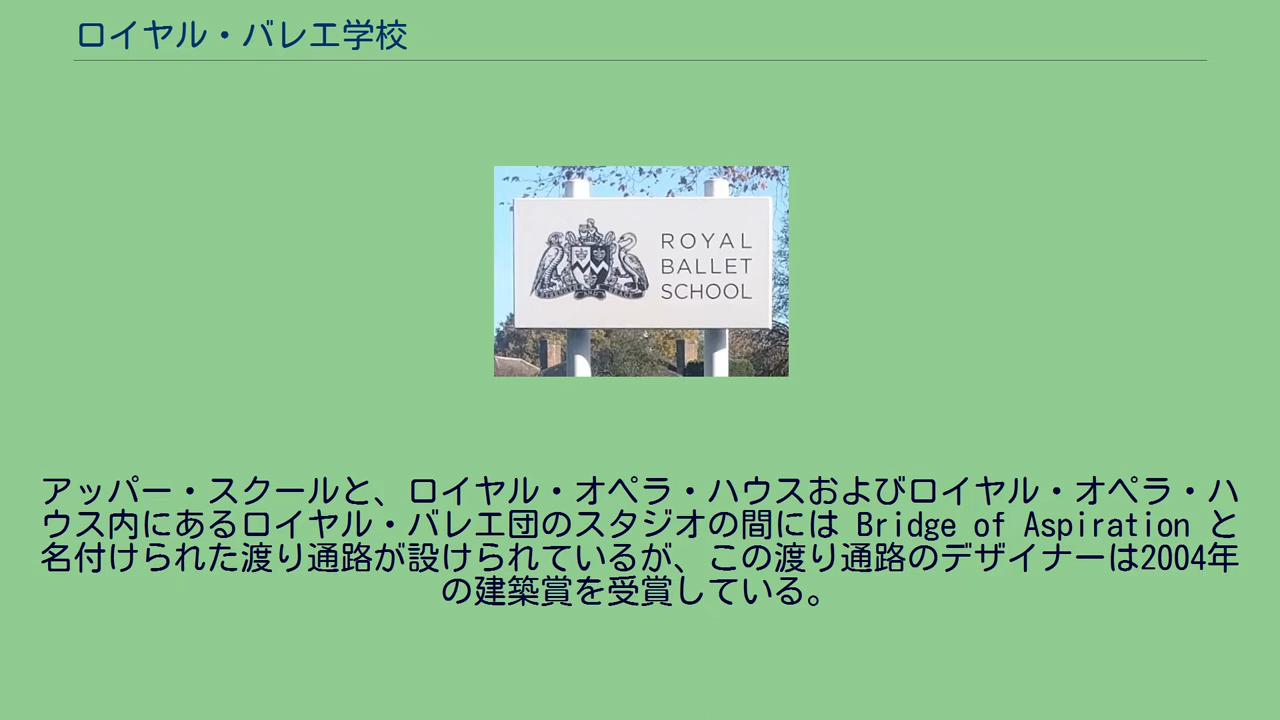 ロイヤル・バレエ学校
ROYAL
BALLET
SCHOOL
アッパー・スクールと、ロイヤル・オペラ・ハウスおよびロイヤル・オペラ・ハ
ウス内にあるロイヤル・バレエ団のスタジオの間には Bridge of Aspiration と
名付けられた渡り通路が設けられているが、この渡り通路のデザイナーは2004年
の建築賞を受賞している。